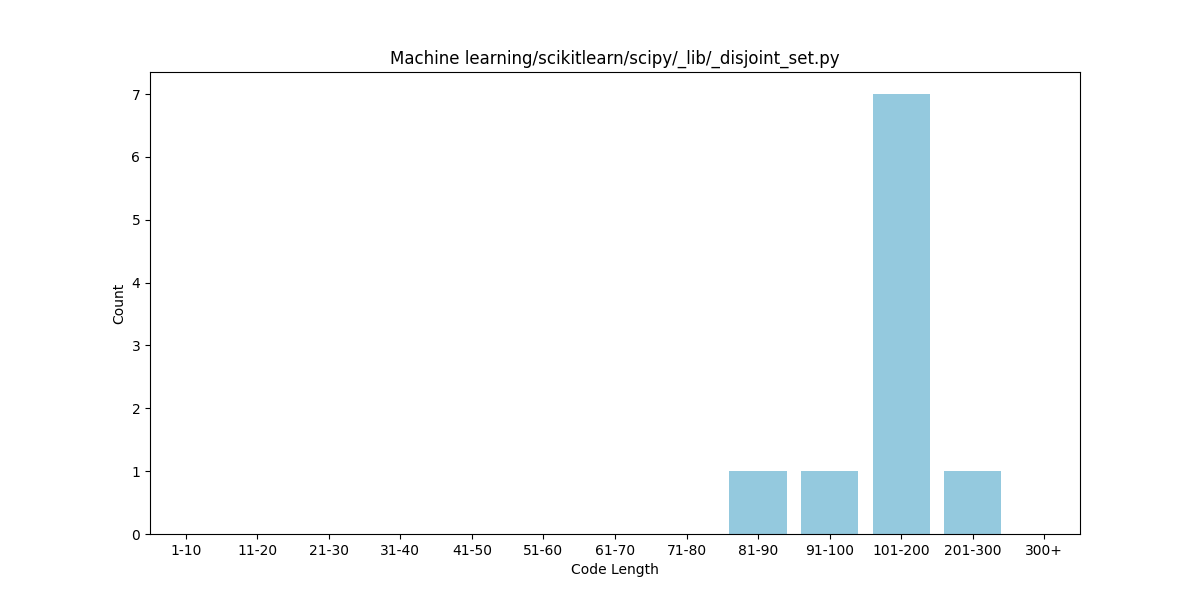 Machine learning/scikitlearn/scipy/_lib/_disjoint_set.py
7
6
5
4
3
2
1
0
Count
1-10 11-20 21-30 31-40 41-50 51-60 61-70 71-80 81-90 91-100 101-200 201-300 300+
Code Length